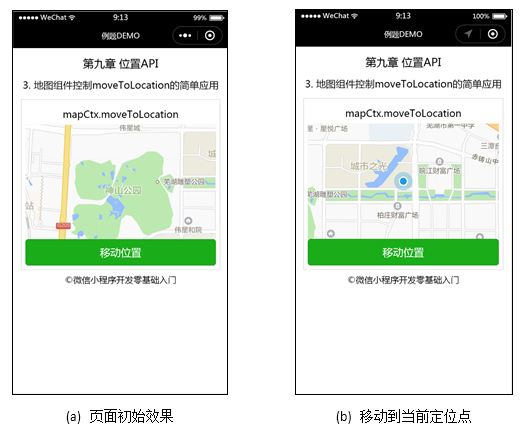 WeChat 9:13 99%
例题DEMO
第九章 位置API
3. 地图组件控制moveToLocation的简单应用
mapCtx.moveToLocation
伟星城
城
神山公园
芜湖雕塑公园
站
伟星和院
移动位置
©微信小程序开发零基础入门
(a) 页面初始效果
WeChat 9:13 100%
例题DEMO
第九章 位置API
3. 地图组件控制moveToLocation的简单应用
mapCtx.moveToLocation
芜湖市第一中学
星·星悦广场
三潭
赤铸山中
城市之光
皖江财富广场
芜湖雕塑公园
柏庄财富广场
移动位置
©微信小程序开发零基础入门
(b) 移动到当前定位点